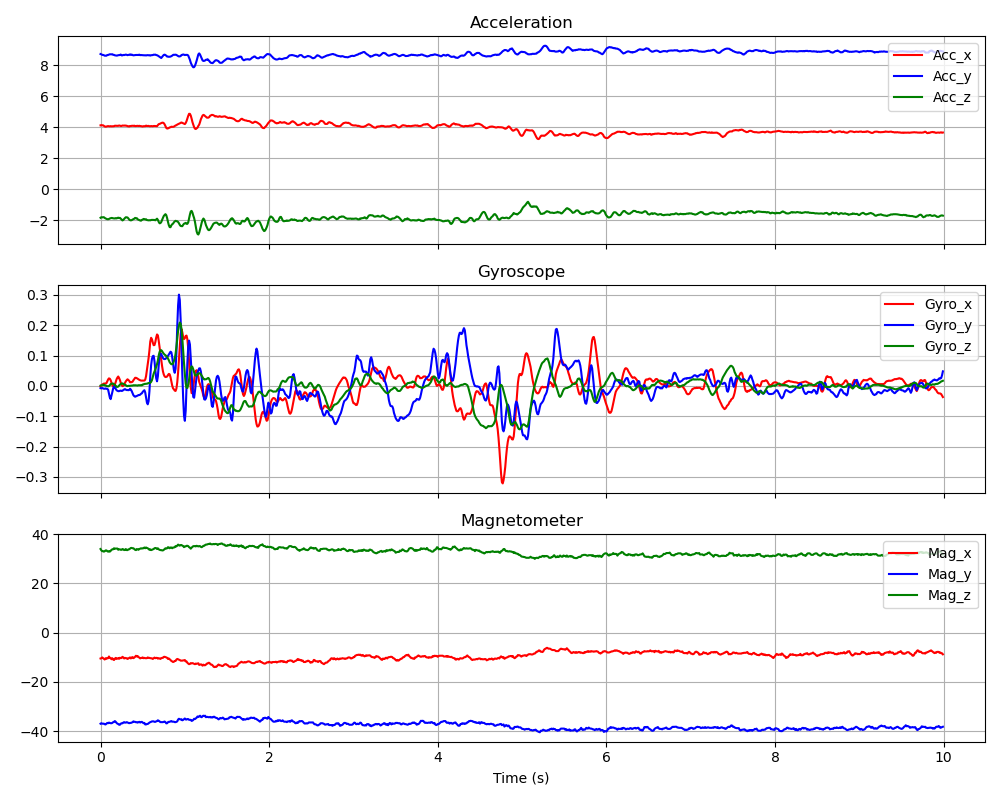 Acceleration
8
6
4
2
0
−2
Acc_x
Acc_y
Acc_z
Gyroscope
0.3
0.2
0.1
0.0
−0.1
−0.2
−0.3
Gyro_x
Gyro_y
Gyro_z
Magnetometer
40
20
0
−20
−40
Mag_x
Mag_y
Mag_z
0 2 4 6 8 10
Time (s)